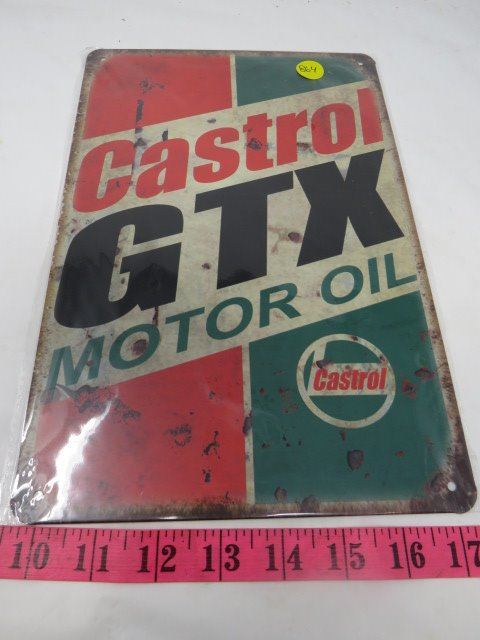 864
Castrol
GTX
MOTOR OIL
Castrol
10 11 12 13 14 15 16 17